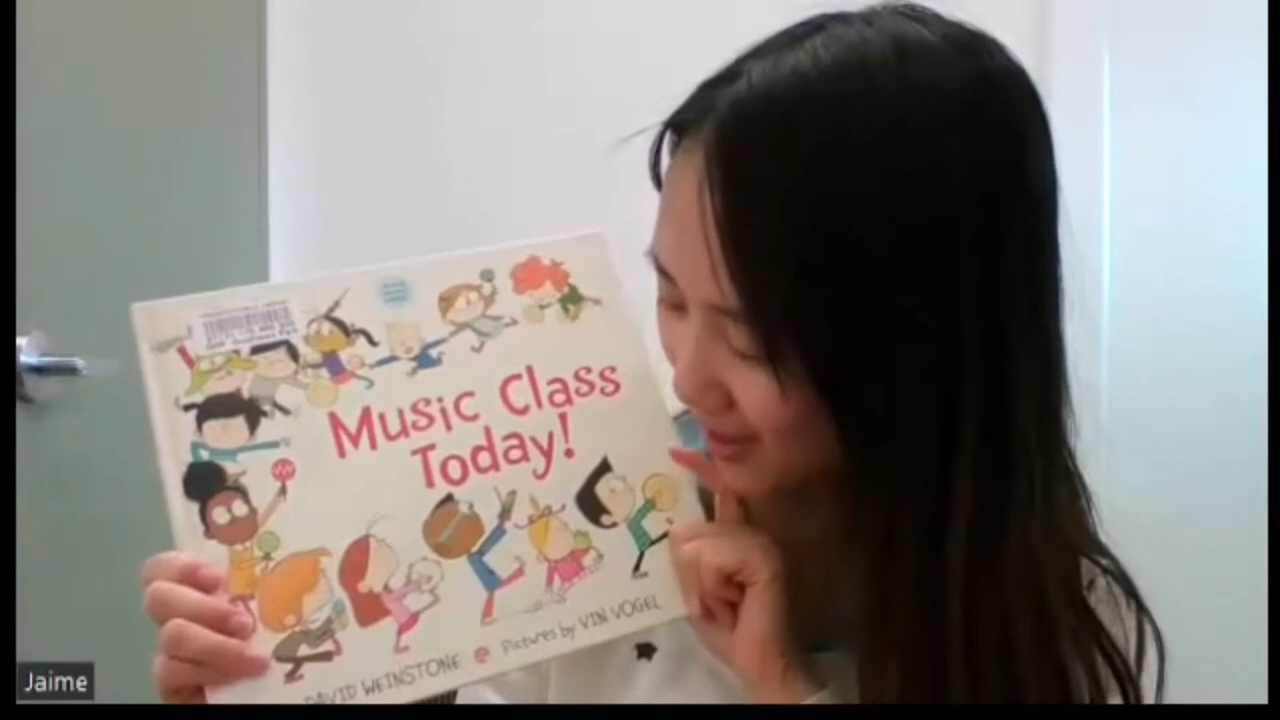 Music Class
Today!
DAVID WEINSTONE
Pictures by VIN VOGEL
Jaime